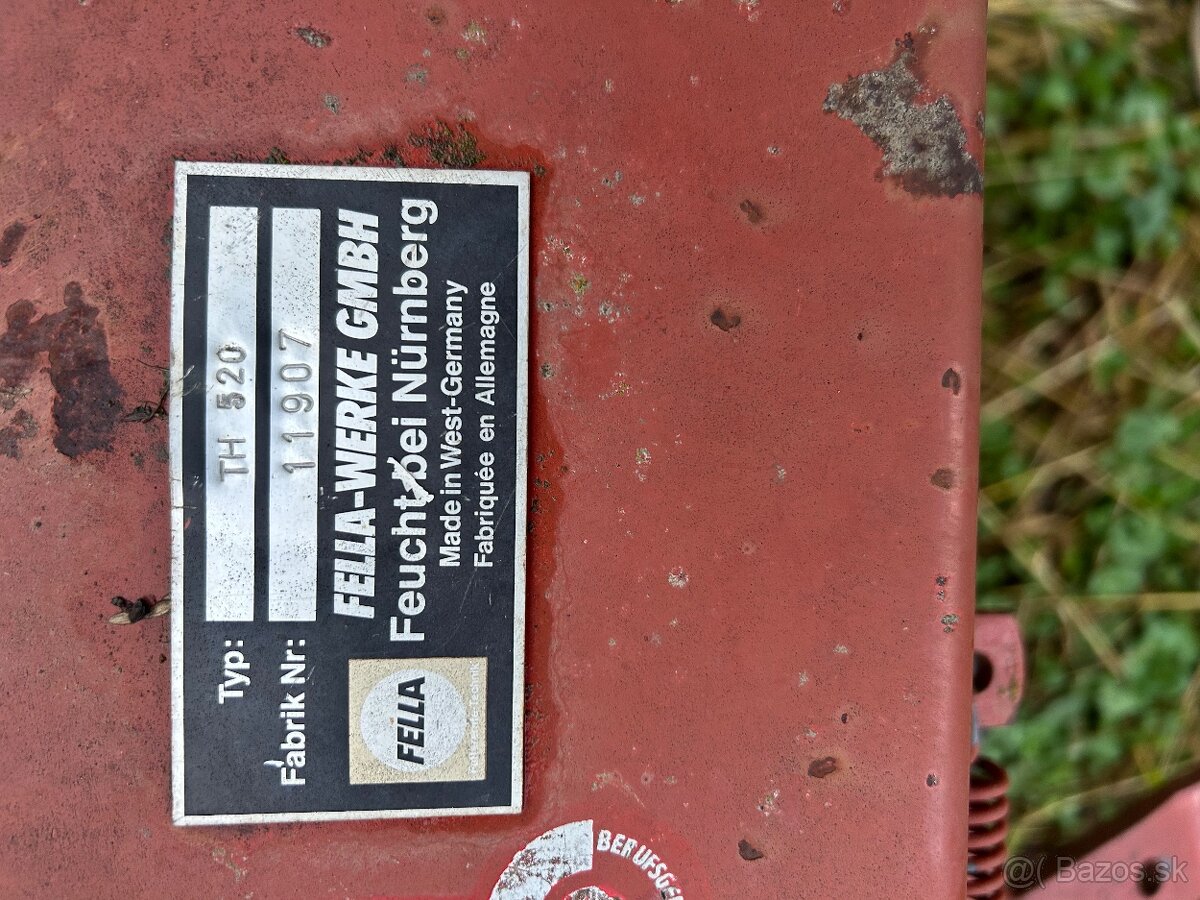 Typ: TH 520
Fabrik Nr: 11907
FELLA-WERKE GMBH
Feucht bei Nürnberg
Made in West-Germany
Fabriquée en Allemagne
FELLA
BERUFSGE
@( Bazos.sk